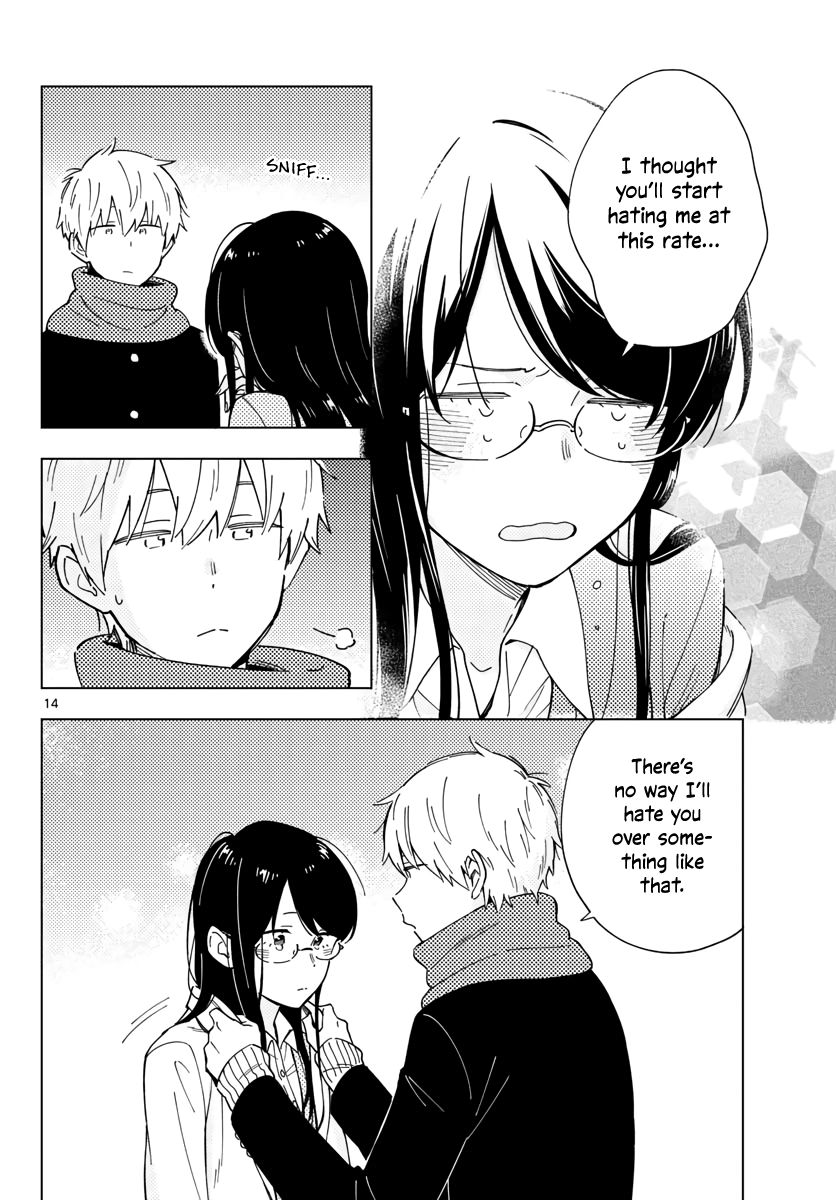 I thought
you'll start
hating me at
this rate...
SNIFF...
14
There's
no way I'll
hate you
over some-
thing like
that.